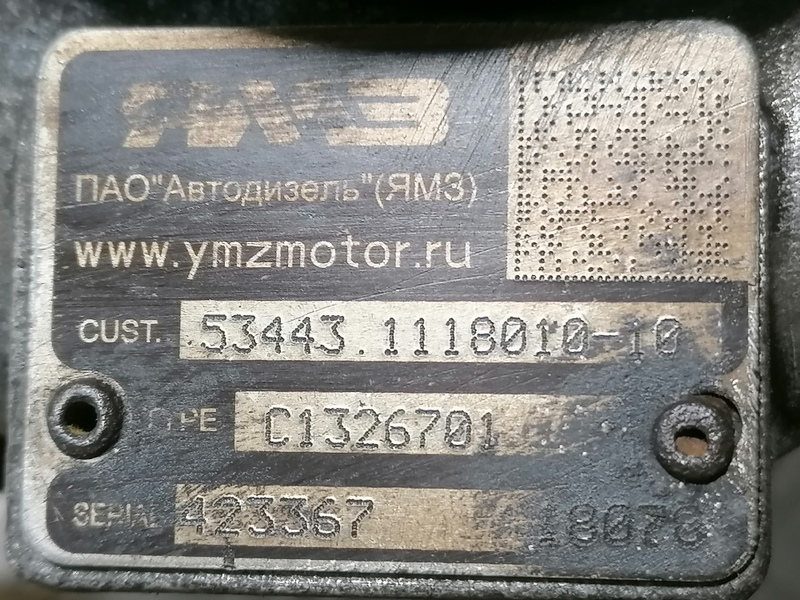 ЯМЗ
ПАО"Автодизель"(ЯМЗ)
www.ymzmotor.ru
CUST. 53443.1118010-10
TYPE C1326701
SERIAL 423367